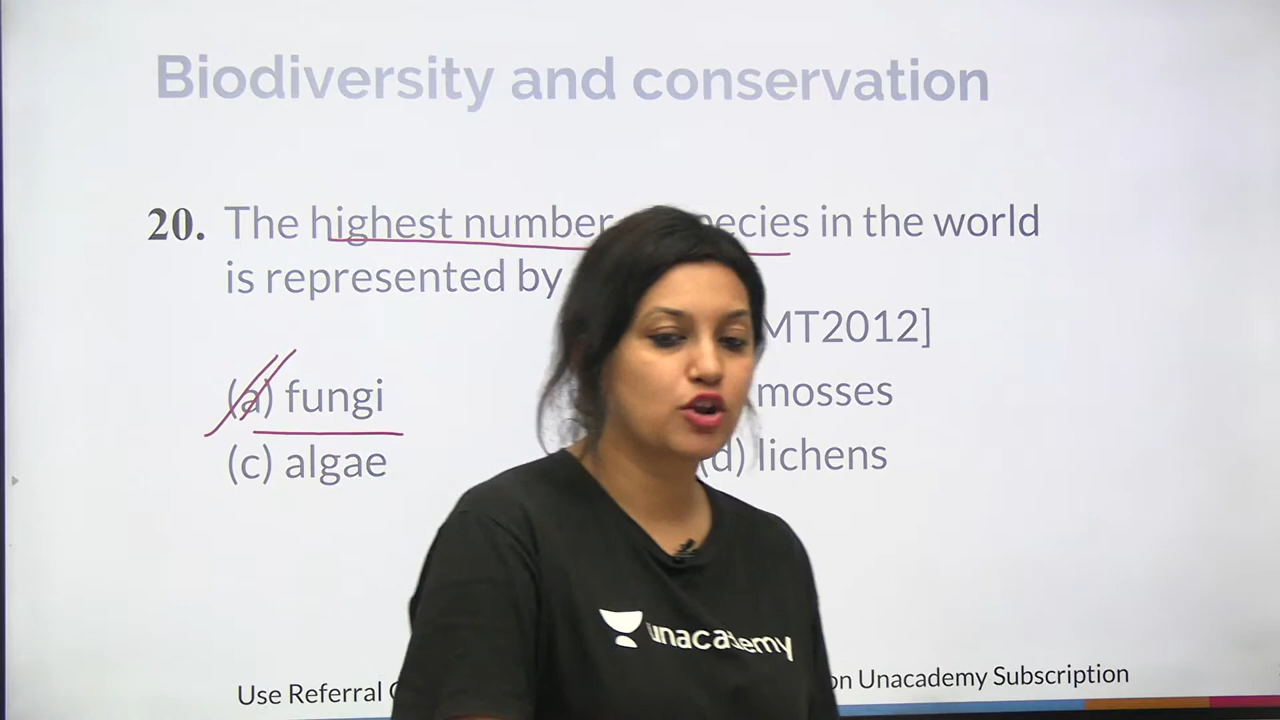 Biodiversity and conservation
20. The highest number species in the world
is represented by
MT2012]
(a) fungi
mosses
(c) algae
(d) lichens
unacademy
Use Referral on Unacademy Subscription